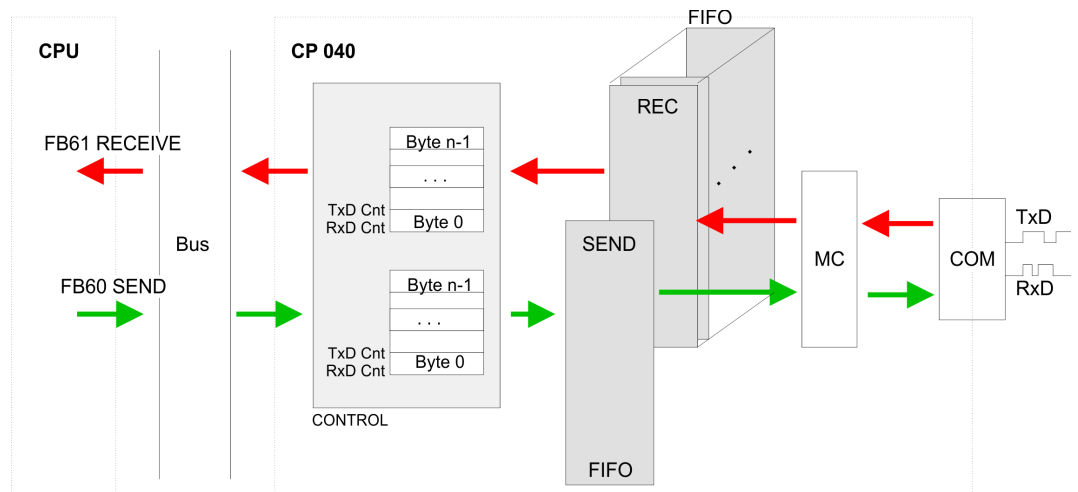 FIFO
CPU
CP 040
REC
FB61 RECEIVE
Byte n-1
. . .
TxD Cnt
RxD Cnt
Byte 0
Bus
SEND
MC
COM
TxD
RxD
FB60 SEND
Byte n-1
. . .
TxD Cnt
RxD Cnt
Byte 0
CONTROL
FIFO